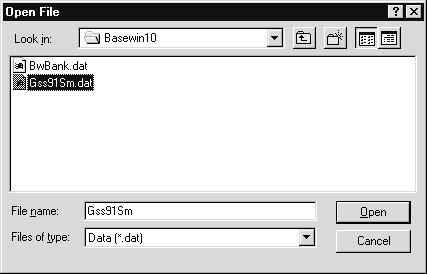 Open File
Look in: Basewin10
BwBank.dat
Gss91Sm.dat
File name: Gss91Sm Open
Files of type: Data (*.dat) Cancel